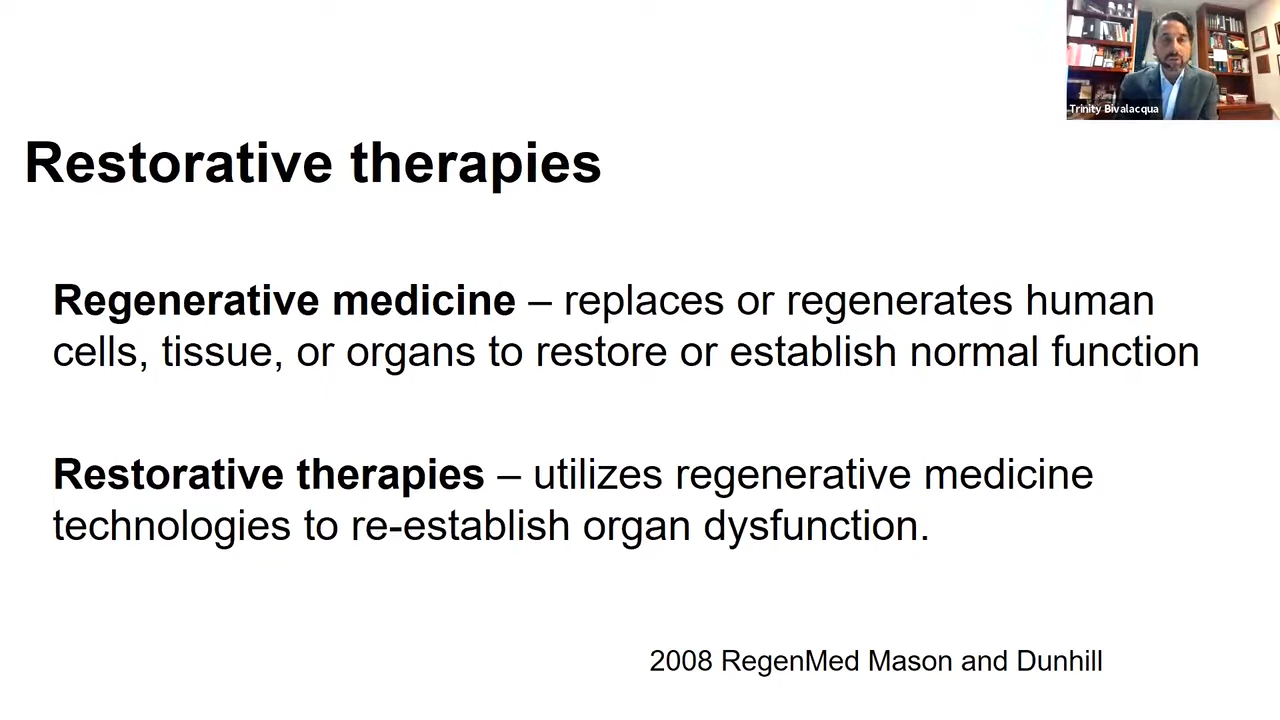 Trinity Bivalacqua
Restorative therapies
Regenerative medicine – replaces or regenerates human
cells, tissue, or organs to restore or establish normal function
Restorative therapies – utilizes regenerative medicine
technologies to re-establish organ dysfunction.
2008 RegenMed Mason and Dunhill